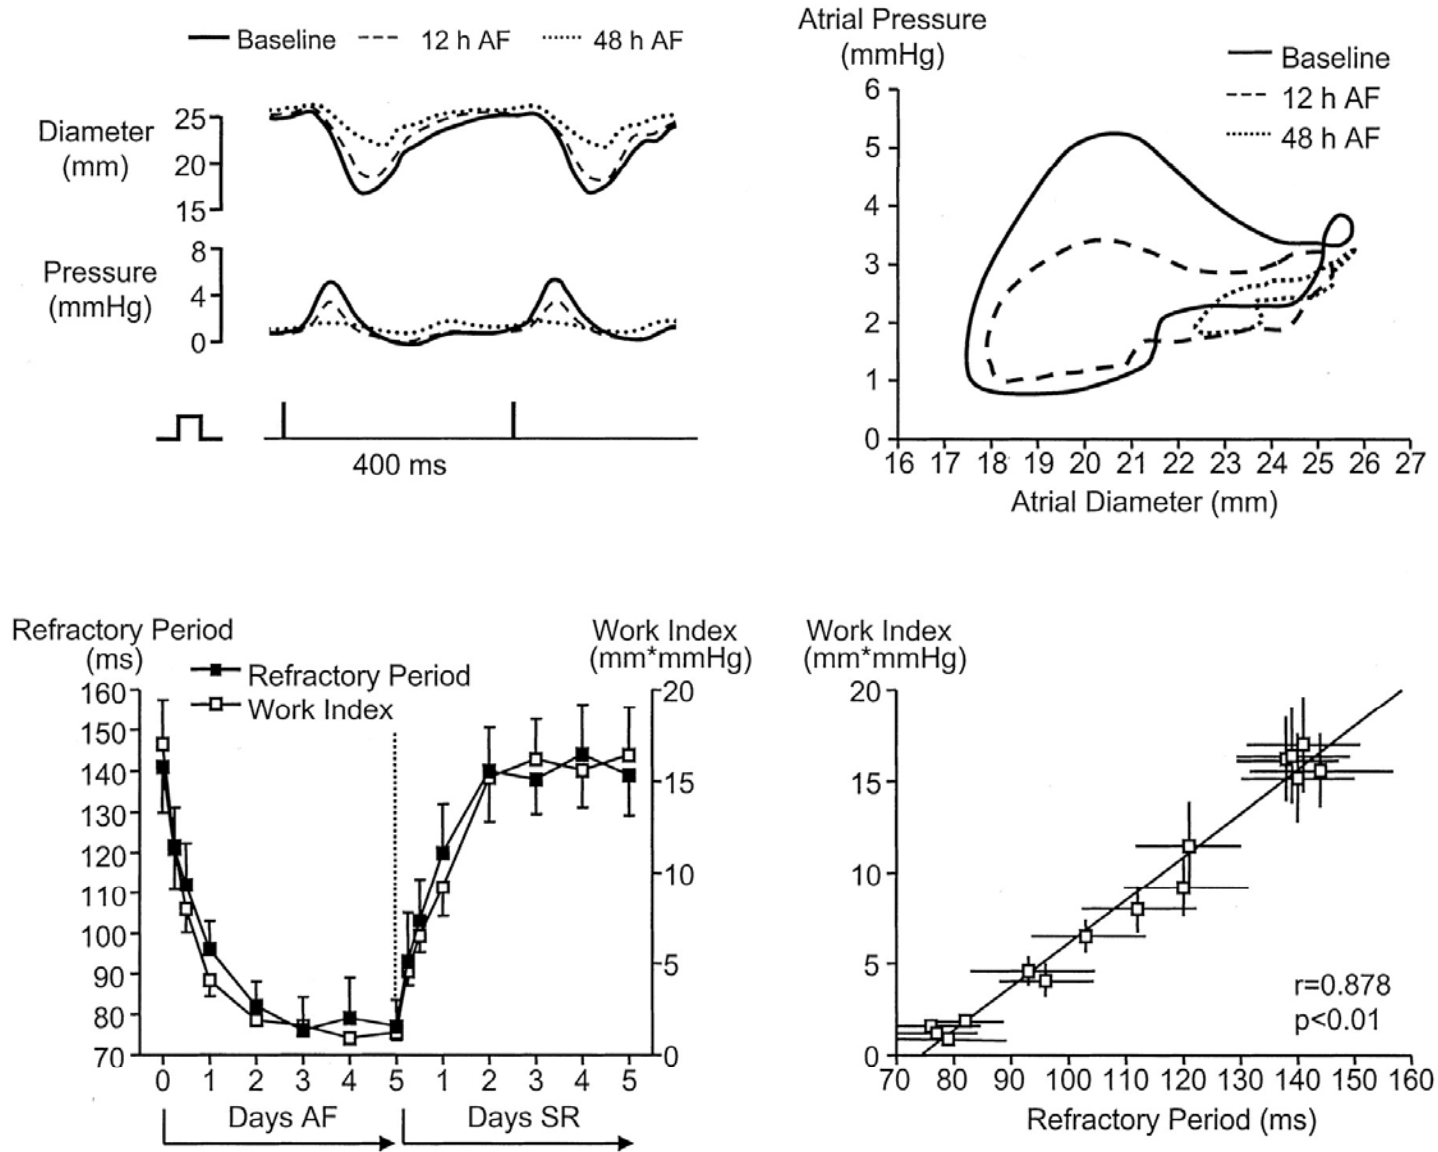 Baseline 12 h AF 48 h AF
Diameter
(mm)
25
20
15
Pressure
(mmHg)
8
4
0
400 ms
Atrial Pressure
(mmHg)
Baseline
12 h AF
48 h AF
6
5
4
3
2
1
0
16 17 18 19 20 21 22 23 24 25 26 27
Atrial Diameter (mm)
Refractory Period
(ms)
Work Index
(mm*mmHg)
Refractory Period
Work Index
160
150
140
130
120
110
100
90
80
70
20
15
10
5
0
0 1 2 3 4 5 1 2 3 4 5
Days AF Days SR
Work Index
(mm*mmHg)
20
15
10
5
0
r=0.878
p<0.01
70 80 90 100 110 120 130 140 150 160
Refractory Period (ms)